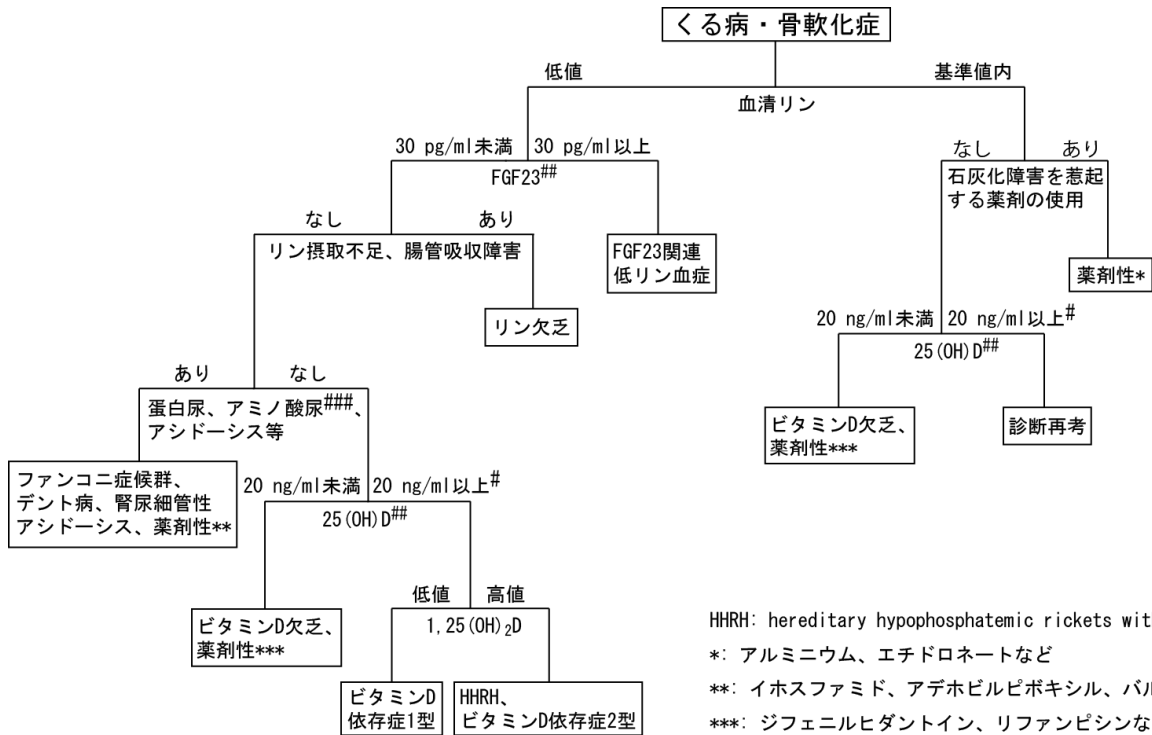 くる病・骨軟化症
低値
基準値内
血清リン
30 pg/ml未満
30 pg/ml以上
FGF23##
なし
あり
石灰化障害を惹起
する薬剤の使用
なし
あり
リン摂取不足、腸管吸収障害
FGF23関連
低リン血症
薬剤性*
リン欠乏
20 ng/ml未満
20 ng/ml以上#
25(OH)D##
あり
なし
蛋白尿、アミノ酸尿###、
アシドーシス等
ビタミンD欠乏、
薬剤性***
診断再考
ファンコニ症候群、
デント病、腎尿細管性
アシドーシス、薬剤性**
20 ng/ml未満
20 ng/ml以上#
25(OH)D##
低値
高値
1,25(OH)₂D
ビタミンD欠乏、
薬剤性***
ビタミンD
依存症1型
HHRH、
ビタミンD依存症2型
HHRH: hereditary hypophosphatemic rickets wit
*: アルミニウム、エチドロネートなど
**: イホスファミド、アデホビルピボキシル、バル
***: ジフェニルヒダントイン、リファンピシンな